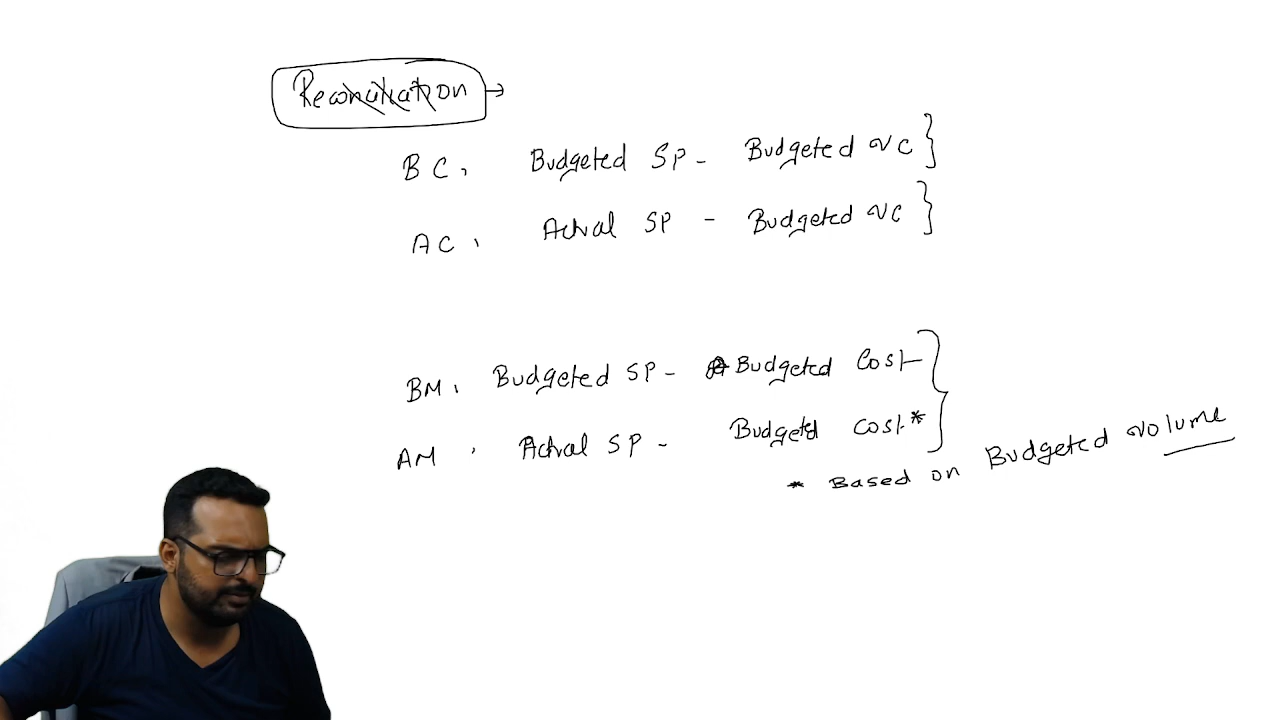 Reconciliation →
BC, Budgeted SP - Budgeted VC }
AC, Actual SP - Budgeted VC }
BM, Budgeted SP - Budgeted Cost
AM, Actual SP - Budgeted Cost* }
* Based on Budgeted volume